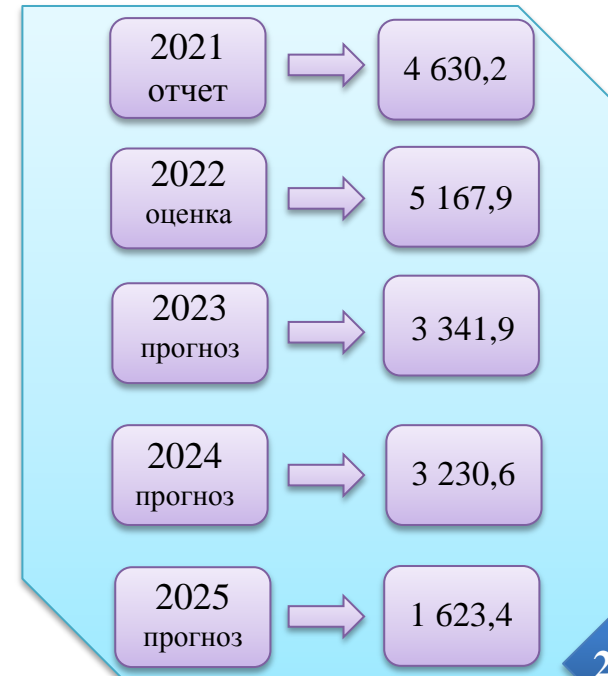 2021
отчет
4 630,2
2022
оценка
5 167,9
2023
прогноз
3 341,9
2024
прогноз
3 230,6
2025
прогноз
1 623,4
2